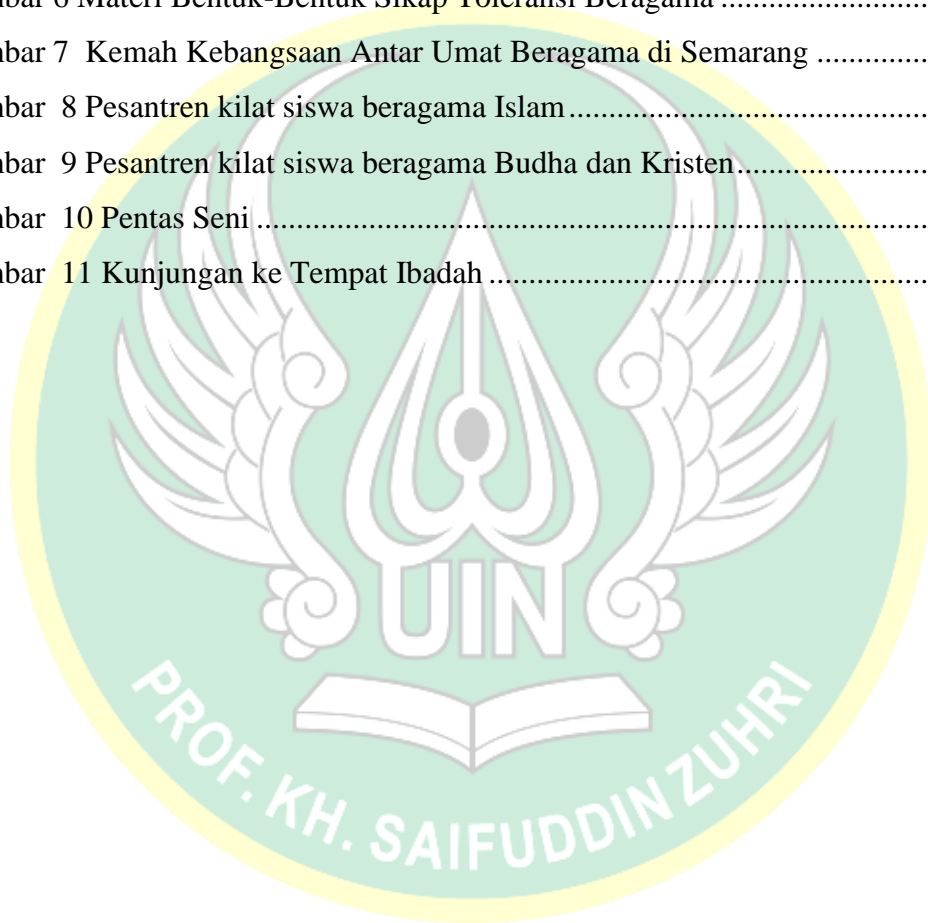 mbar 6 Materi Bentuk-Bentuk Sikap Toleransi Beragama ..........................
mbar 7 Kemah Kebangsaan Antar Umat Beragama di Semarang ..............
mbar 8 Pesantren kilat siswa beragama Islam.............................................
mbar 9 Pesantren kilat siswa beragama Budha dan Kristen........................
mbar 10 Pentas Seni ...................................................................................
mbar 11 Kunjungan ke Tempat Ibadah .......................................................
UIN
PROF. KH. SAIFUDDIN ZUHRI